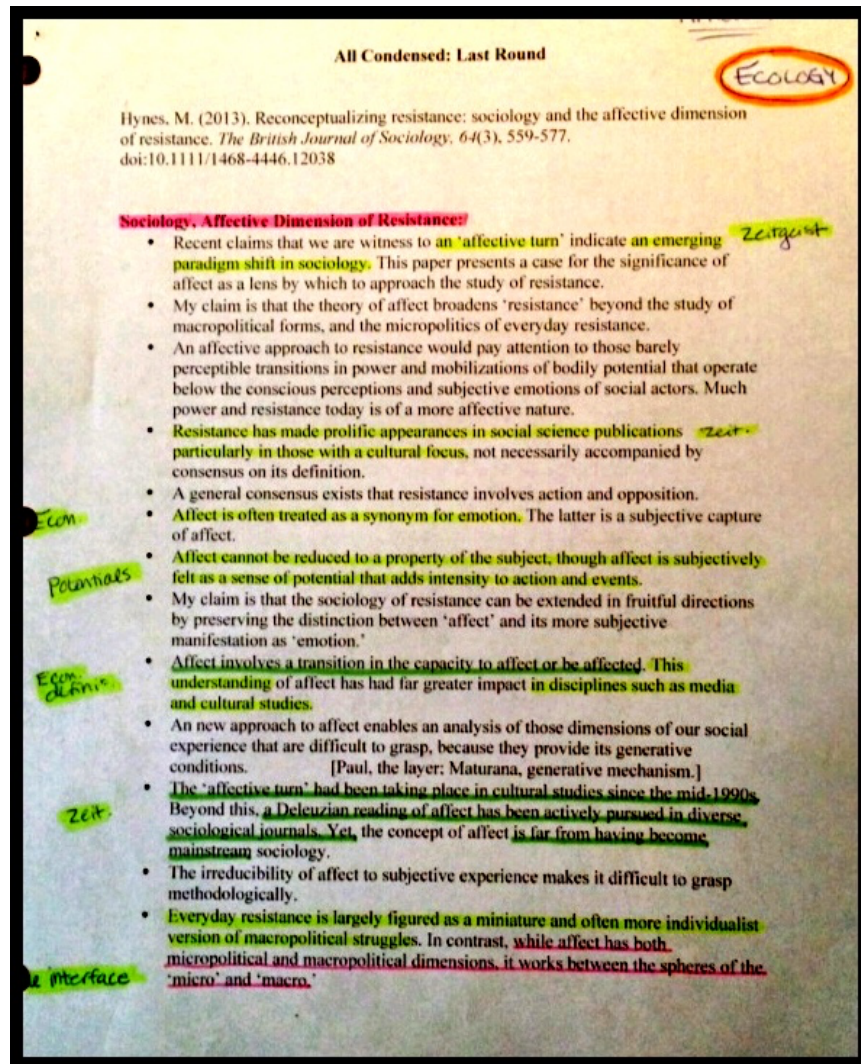 All Condensed: Last Round
ECOLOGY
Hynes, M. (2013). Reconceptualizing resistance: sociology and the affective dimension
of resistance. The British Journal of Sociology, 64(3), 559-577.
doi:10.1111/1468-4446.12038
Sociology, Affective Dimension of Resistance:
• Recent claims that we are witness to an ‘affective turn’ indicate an emerging Zeitgeist
paradigm shift in sociology. This paper presents a case for the significance of
affect as a lens by which to approach the study of resistance.
• My claim is that the theory of affect broadens ‘resistance’ beyond the study of
macropolitical forms, and the micropolitics of everyday resistance.
• An affective approach to resistance would pay attention to those barely
perceptible transitions in power and mobilizations of bodily potential that operate
below the conscious perceptions and subjective emotions of social actors. Much
power and resistance today is of a more affective nature.
• Resistance has made prolific appearances in social science publications zeit.
particularly in those with a cultural focus, not necessarily accompanied by
consensus on its definition.
• A general consensus exists that resistance involves action and opposition.
Econ. • Affect is often treated as a synonym for emotion. The latter is a subjective capture
of affect.
• Affect cannot be reduced to a property of the subject, though affect is subjectively
Potentials felt as a sense of potential that adds intensity to action and events.
• My claim is that the sociology of resistance can be extended in fruitful directions
by preserving the distinction between ‘affect’ and its more subjective
manifestation as ‘emotion.’
• Affect involves a transition in the capacity to affect or be affected. This
understanding of affect has had far greater impact in disciplines such as media
and cultural studies.
• An new approach to affect enables an analysis of those dimensions of our social
experience that are difficult to grasp, because they provide its generative
conditions. [Paul, the layer; Maturana, generative mechanism.]
• The ‘affective turn’ had been taking place in cultural studies since the mid-1990s.
zeit. Beyond this, a Deleuzian reading of affect has been actively pursued in diverse
sociological journals. Yet, the concept of affect is far from having become
mainstream sociology.
• The irreducibility of affect to subjective experience makes it difficult to grasp
methodologically.
• Everyday resistance is largely figured as a miniature and often more individualist
version of macropolitical struggles. In contrast, while affect has both
micropolitical and macropolitical dimensions, it works between the spheres of the
interface ‘micro’ and ‘macro.’